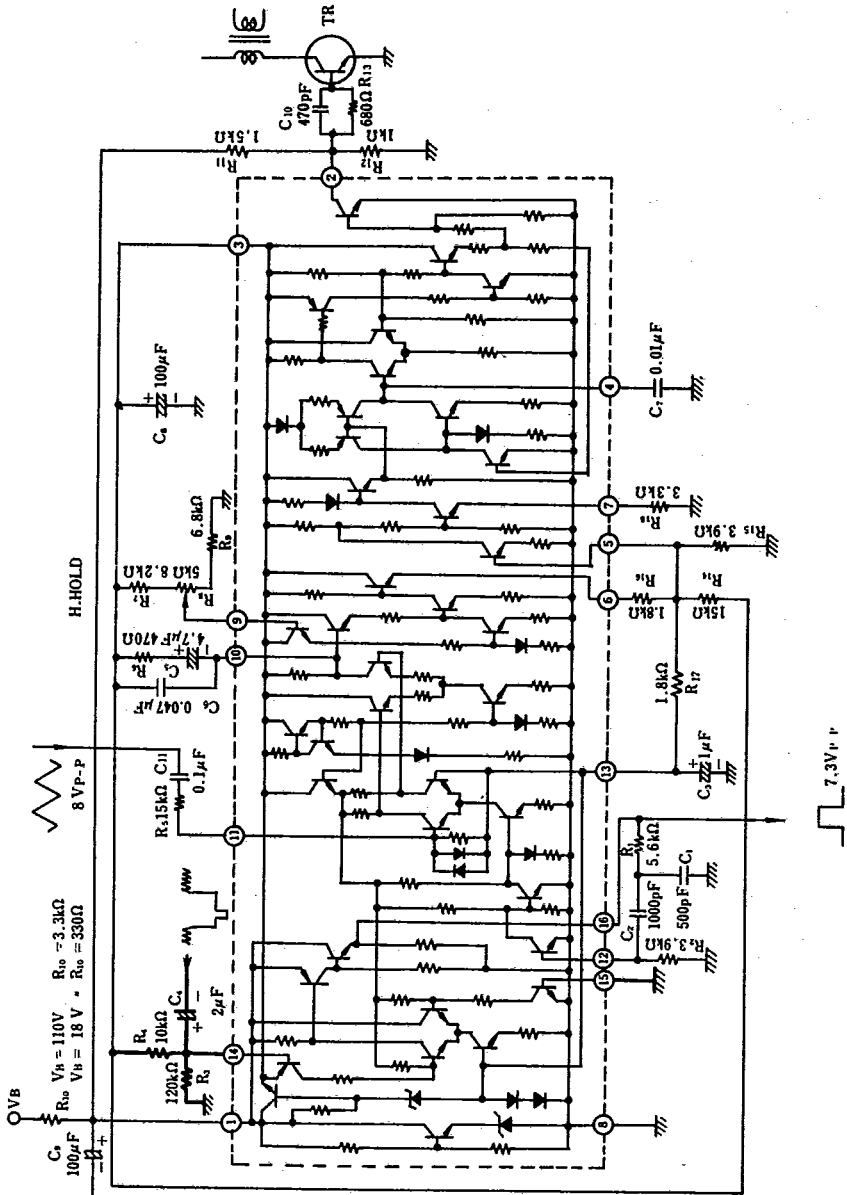 TR
C10
470pF
680Ω R13
1.5kΩ
R11
1kΩ
R12
2
3
100μF
+
−
C8
H.HOLD
6.8kΩ
R9
5kΩ 8.2kΩ
R7
R8
9
4.7μF 470Ω
R6
C5
+
−
10
C6 0.047μF
8 VP-P
C11
0.1μF
R5 15kΩ
11
VB = 110V R10 = 3.3kΩ
VB = 18 V 〃 R10 = 330Ω
C4
+
−
2μF
R4
10kΩ
14
120kΩ
R3
VB
R10
1
C9
100μF
−
+
4
C7 0.01μF
7
3.3kΩ
R18
5
R15 3.9kΩ
6
R16
1.8kΩ
R14
15kΩ
1.8kΩ
R17
13
C3
+
−
1μF
7.3VP-P
R1
5.6kΩ
C1
500pF
16
C2
1000pF
12
R2 3.9kΩ
15
8